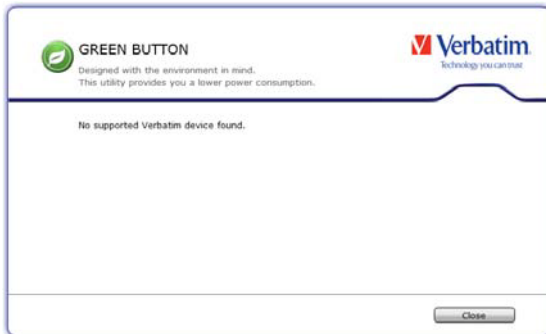 GREEN BUTTON
Designed with the environment in mind.
This utility provides you a lower power consumption.
Verbatim
Technology you can trust
No supported Verbatim device found.
Close